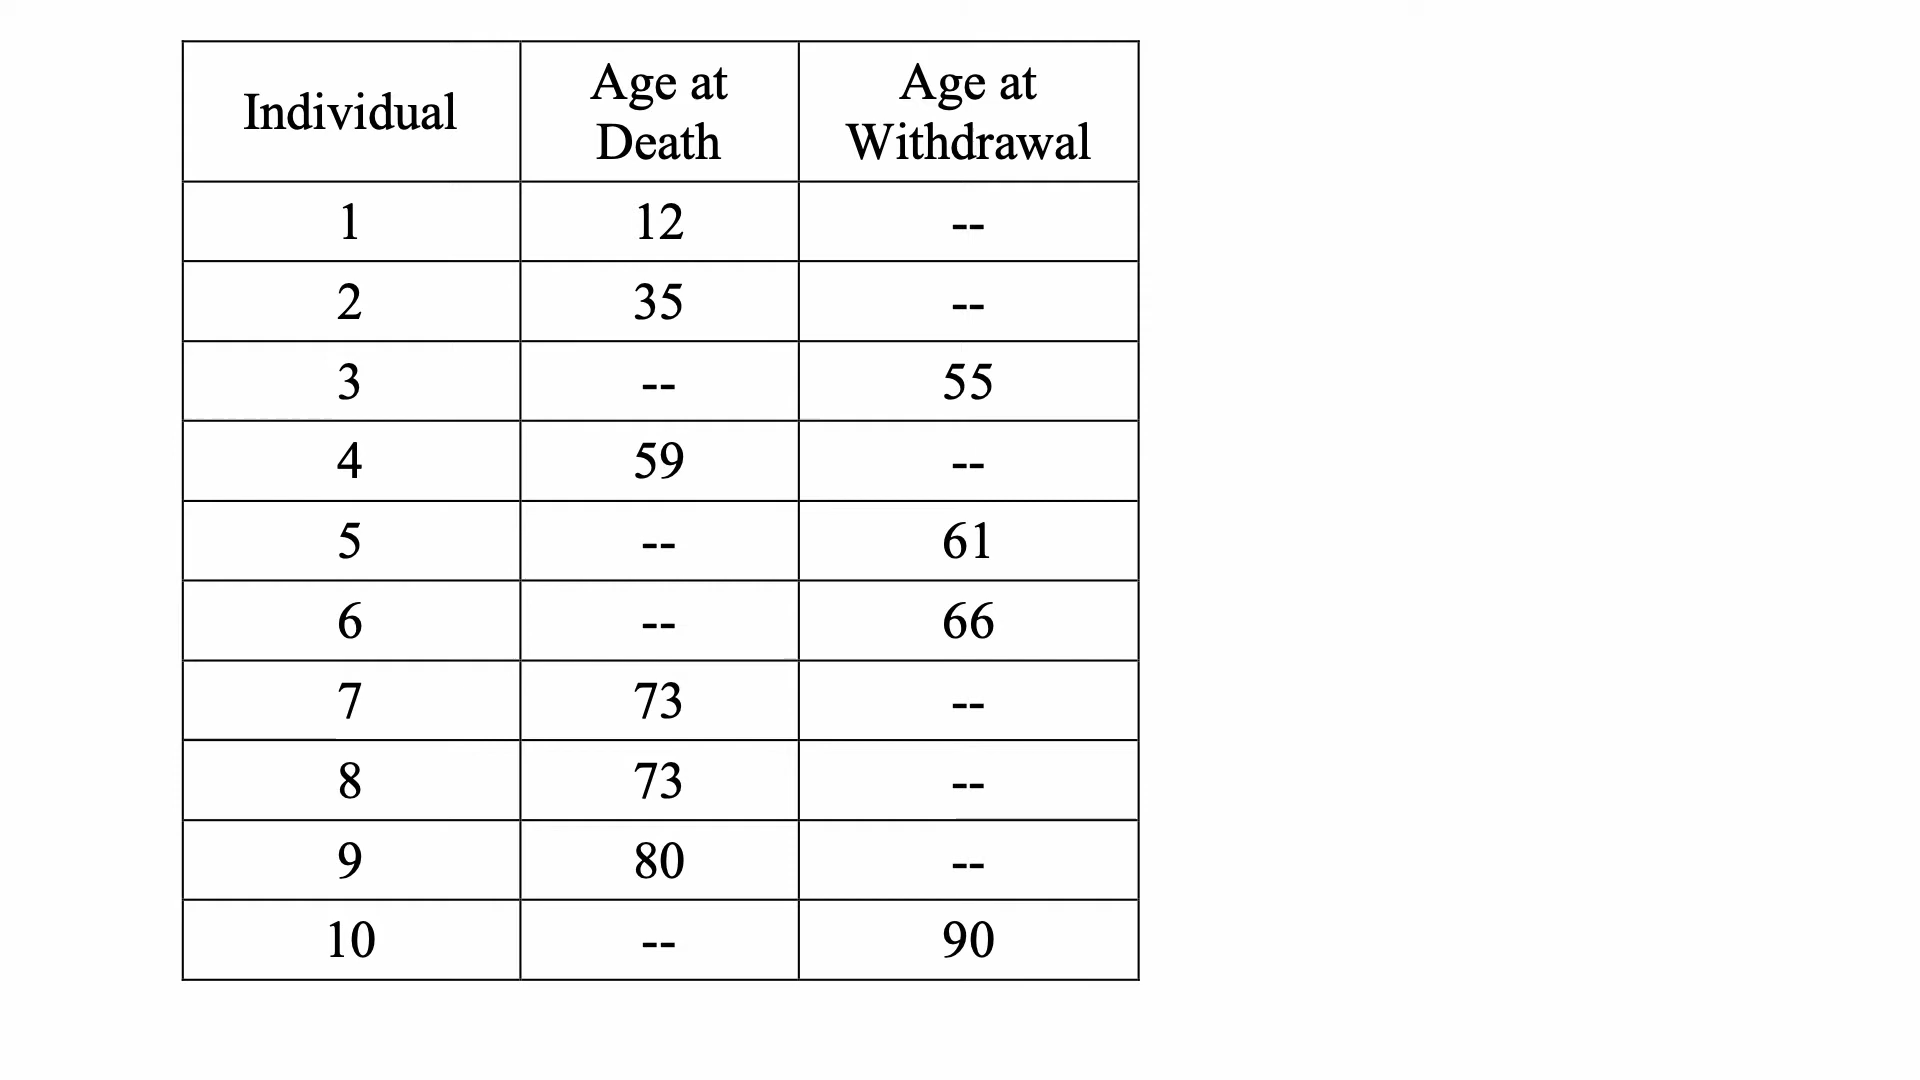 Individual Age at Death Age at Withdrawal
1 12 --
2 35 --
3 -- 55
4 59 --
5 -- 61
6 -- 66
7 73 --
8 73 --
9 80 --
10 -- 90